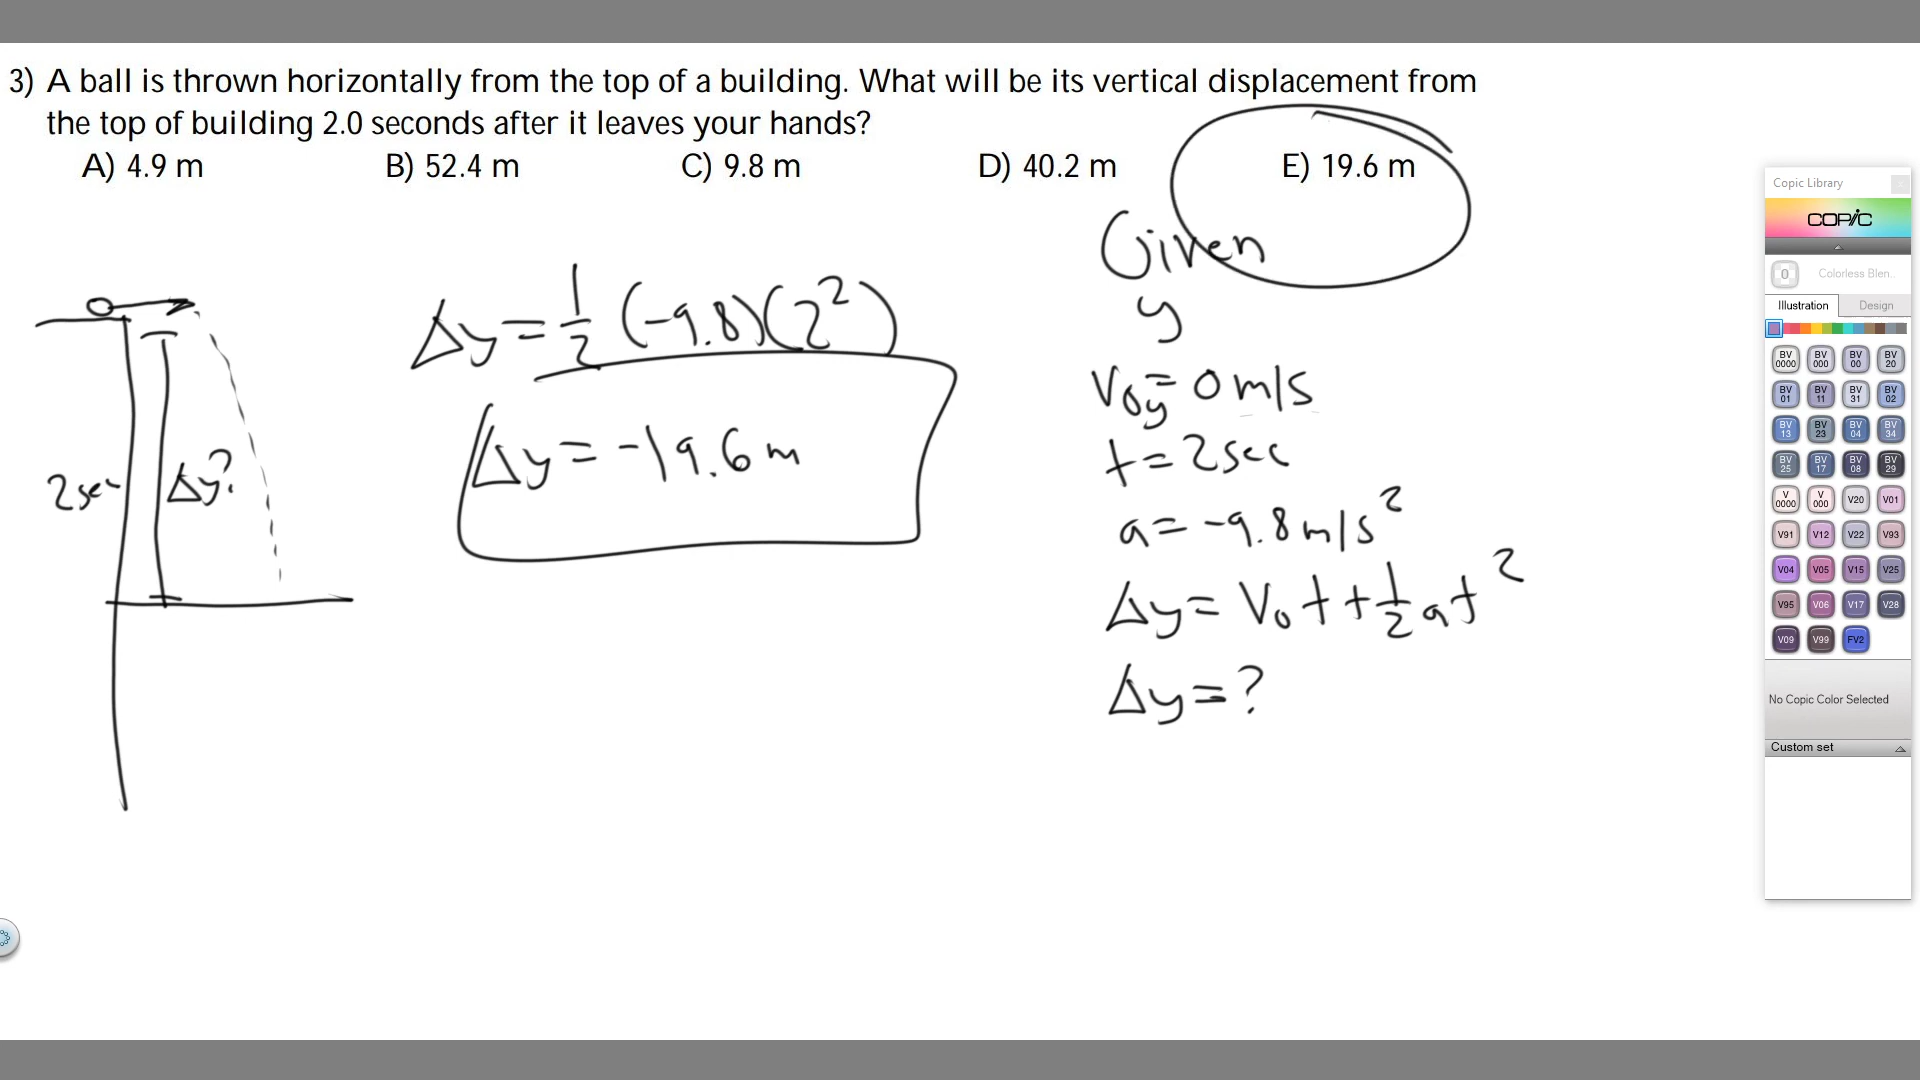 3) A ball is thrown horizontally from the top of a building. What will be its vertical displacement from
the top of building 2.0 seconds after it leaves your hands?
A) 4.9 m B) 52.4 m C) 9.8 m D) 40.2 m E) 19.6 m
2sec
Δy?
Δy = 1/2 (-9.8)(2²)
Δy = -19.6 m
Given
y
V₀y = 0 m/s
t = 2 sec
a = -9.8 m/s²
Δy = V₀t + 1/2 at²
Δy = ?
Copic Library
COPIC
0 Colorless Blen..
Illustration Design
BV 0000 BV 000 BV 00 BV 20
BV 01 BV 11 BV 31 BV 02
BV 13 BV 23 BV 04 BV 34
BV 25 BV 17 BV 08 BV 29
V 0000 V 000 V20 V01
V91 V12 V22 V93
V04 V05 V15 V25
V95 V06 V17 V28
V09 V99 FV2
No Copic Color Selected
Custom set